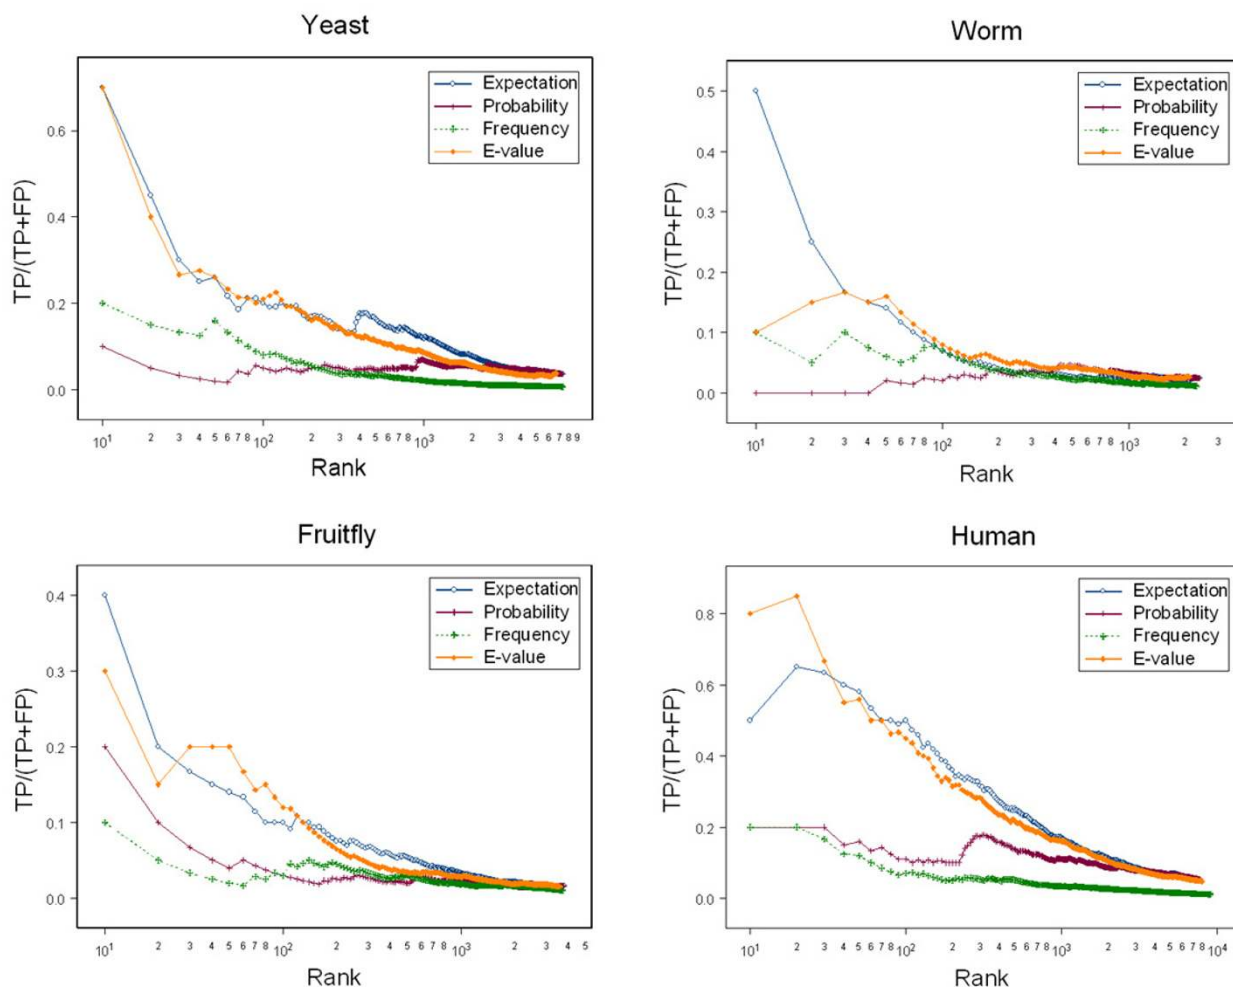 Yeast
Expectation
Probability
Frequency
E-value
TP/(TP+FP)
0.6
0.4
0.2
0.0
10¹ 2 3 4 5 6 7 8 10² 2 3 4 5 6 7 8 10³ 2 3 4 5 6 7 8 9
Rank
Worm
Expectation
Probability
Frequency
E-value
TP/(TP+FP)
0.5
0.4
0.3
0.2
0.1
0.0
10¹ 2 3 4 5 6 7 8 10² 2 3 4 5 6 7 8 10³ 2 3
Rank
Fruitfly
Expectation
Probability
Frequency
E-value
TP/(TP+FP)
0.4
0.3
0.2
0.1
0.0
10¹ 2 3 4 5 6 7 8 10² 2 3 4 5 6 7 8 10³ 2 3 4 5
Rank
Human
Expectation
Probability
Frequency
E-value
TP/(TP+FP)
0.8
0.6
0.4
0.2
0.0
10¹ 2 3 4 5 6 7 8 10² 2 3 4 5 6 7 8 10³ 2 3 4 5 6 7 8 10⁴
Rank